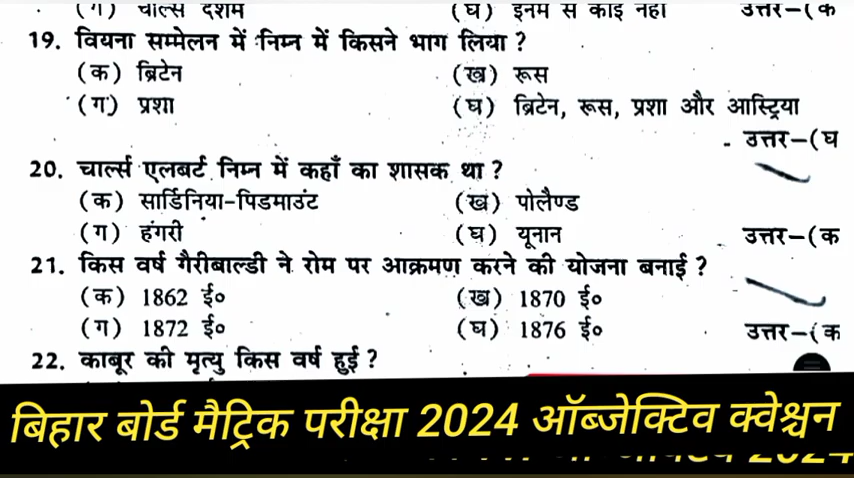 (ग) चार्ल्स दशम (घ) इनमें से कोई नहीं उत्तर–(क
19. वियना सम्मेलन में निम्न में किसने भाग लिया ?
(क) ब्रिटेन (ख) रूस
(ग) प्रशा (घ) ब्रिटेन, रूस, प्रशा और आस्ट्रिया
उत्तर–(घ
20. चार्ल्स एलबर्ट निम्न में कहाँ का शासक था ?
(क) सार्डिनिया-पिडमाउंट (ख) पोलैण्ड
(ग) हंगरी (घ) यूनान उत्तर–(क
21. किस वर्ष गैरीबाल्डी ने रोम पर आक्रमण करने की योजना बनाई ?
(क) 1862 ई० (ख) 1870 ई०
(ग) 1872 ई० (घ) 1876 ई० उत्तर–(क
22. काबूर की मृत्यु किस वर्ष हुई ?
बिहार बोर्ड मैट्रिक परीक्षा 2024 ऑब्जेक्टिव क्वेश्चन
2024